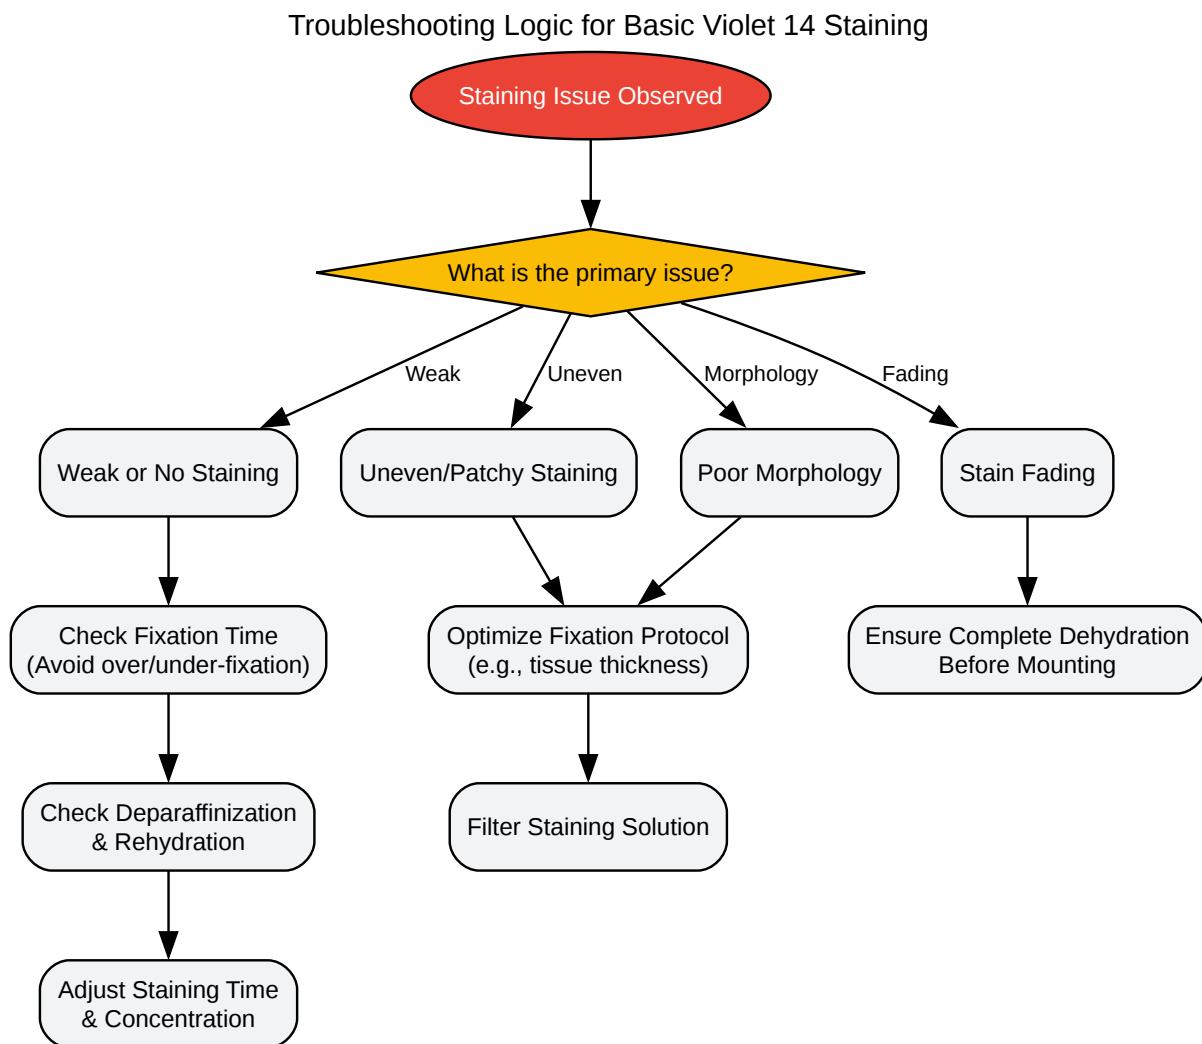 Troubleshooting Logic for Basic Violet 14 Staining
Staining Issue Observed
What is the primary issue?
Weak
Uneven
Morphology
Fading
Weak or No Staining
Uneven/Patchy Staining
Poor Morphology
Stain Fading
Check Fixation Time
(Avoid over/under-fixation)
Optimize Fixation Protocol
(e.g., tissue thickness)
Ensure Complete Dehydration
Before Mounting
Check Deparaffinization
& Rehydration
Filter Staining Solution
Adjust Staining Time
& Concentration